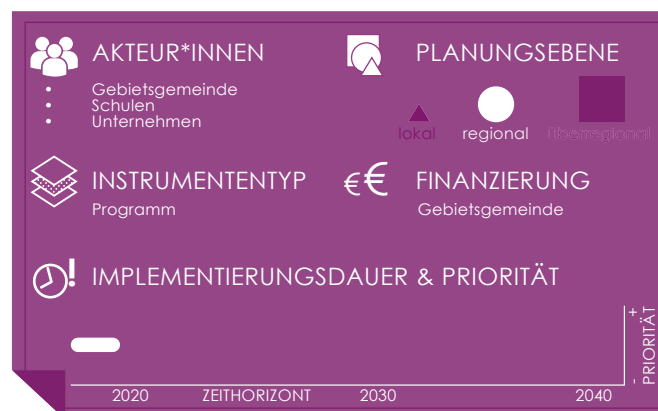 AKTEUR*INNEN
• Gebietsgemeinde
• Schulen
• Unternehmen
PLANUNGSEBENE
lokal regional überregional
INSTRUMENTENTYP
Programm
€€ FINANZIERUNG
Gebietsgemeinde
! IMPLEMENTIERUNGSDAUER & PRIORITÄT
- PRIORITÄT +
2020 ZEITHORIZONT 2030 2040